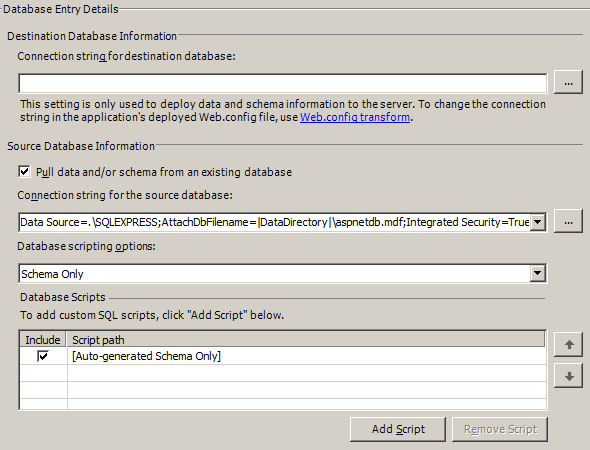 Database Entry Details
Destination Database Information
Connection string for destination database:
...
This setting is only used to deploy data and schema information to the server. To change the connection
string in the application's deployed Web.config file, use Web.config transform.
Source Database Information
Pull data and/or schema from an existing database
Connection string for the source database:
Data Source=.\SQLEXPRESS;AttachDbFilename=|DataDirectory|\aspnetdb.mdf;Integrated Security=True
...
Database scripting options:
Schema Only
Database Scripts
To add custom SQL scripts, click "Add Script" below.
Include Script path
[Auto-generated Schema Only]
Add Script Remove Script